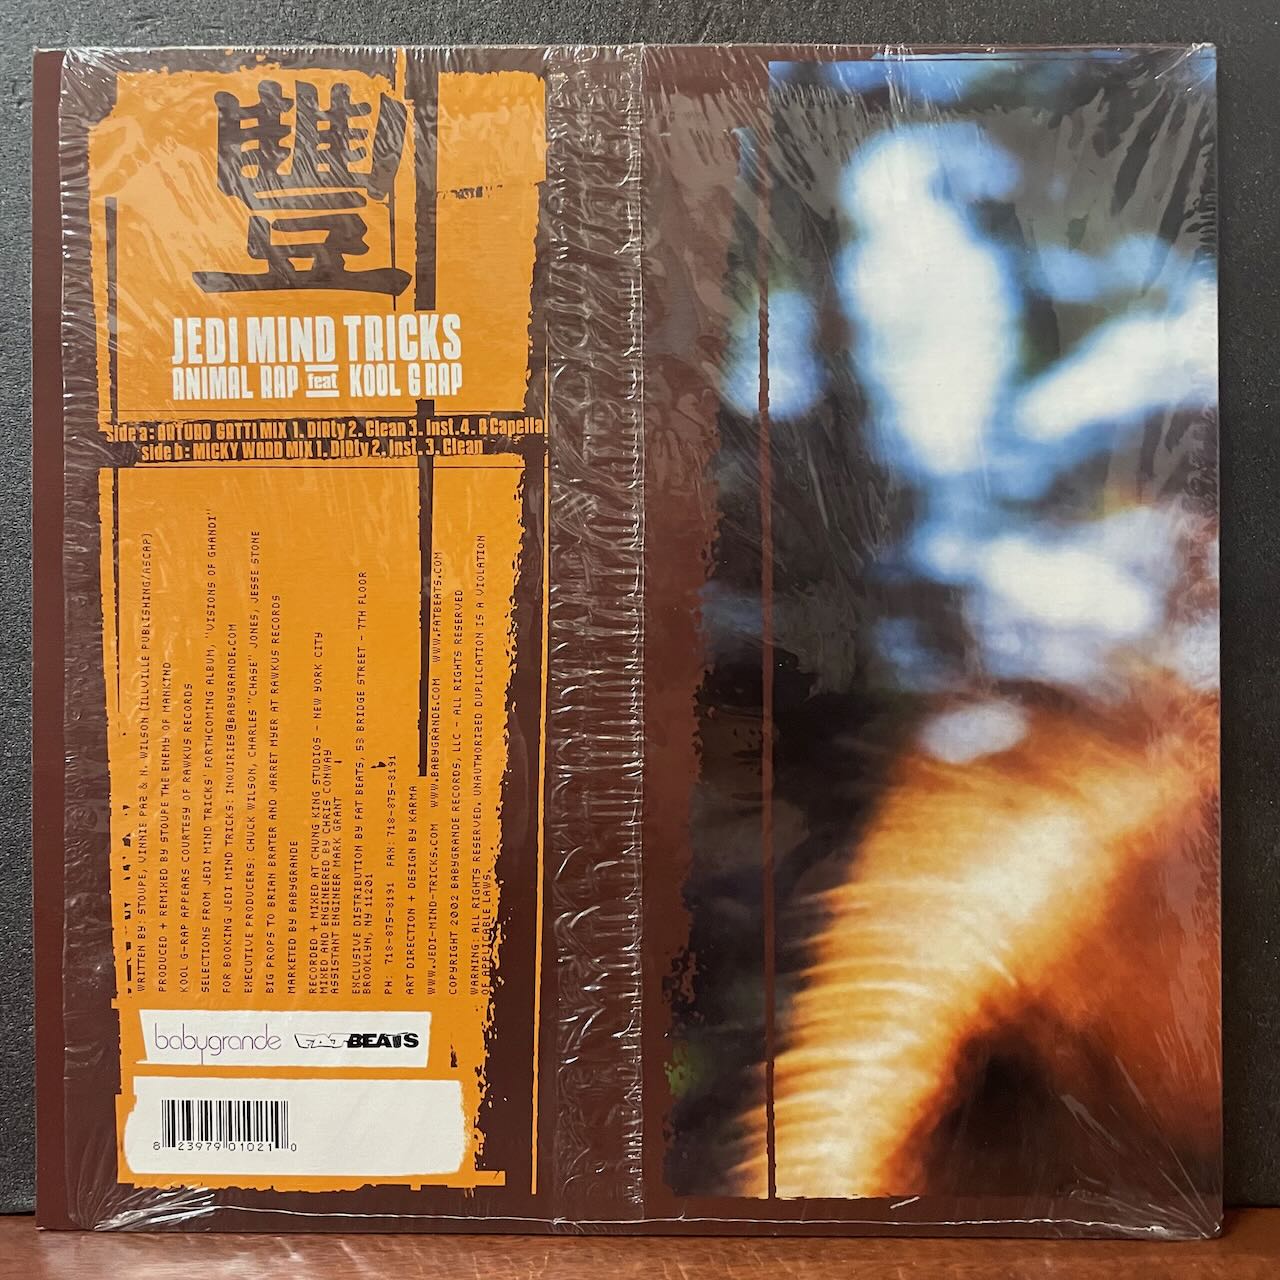 豐
JEDI MIND TRICKS
ANIMAL RAP feat KOOL G RAP
side a: ARTURO GATTI MIX 1. Dirty 2. Clean 3. Inst. 4. A Capella
side b: MICKY WARD MIX 1. Dirty 2. Inst. 3. Clean
WRITTEN BY: STOUPE, VINNIE PAZ & N. WILSON (ILLVILLE PUBLISHING/ASCAP)
PRODUCED + REMIXED BY STOUPE THE ENEMY OF MANKIND
KOOL G-RAP APPEARS COURTESY OF RAWKUS RECORDS
SELECTIONS FROM JEDI MIND TRICKS' FORTHCOMING ALBUM, "VISIONS OF GHANDI"
FOR BOOKING JEDI MIND TRICKS: INQUIRIES@BABYGRANDE.COM
EXECUTIVE PRODUCERS: CHUCK WILSON, CHARLES "CHASE" JONES, JESSE STONE
BIG PROPS TO BRIAN BRATER AND JARRET MYER AT RAWKUS RECORDS
MARKETED BY BABYGRANDE
RECORDED + MIXED AT CHUNG KING STUDIOS - NEW YORK CITY
MIXED AND ENGINEERED BY CHRIS CONWAY
ASSISTANT ENGINEER MARK GRANT
EXCLUSIVE DISTRIBUTION BY FAT BEATS, 53 BRIDGE STREET - 7TH FLOOR
BROOKLYN, NY 11201
PH: 718-875-8191 FAX: 718-875-8191
ART DIRECTION + DESIGN BY KARMA
WWW.JEDI-MIND-TRICKS.COM WWW.BABYGRANDE.COM WWW.FATBEATS.COM
COPYRIGHT 2002 BABYGRANDE RECORDS, LLC - ALL RIGHTS RESERVED
WARNING: ALL RIGHTS RESERVED. UNAUTHORIZED DUPLICATION IS A VIOLATION
OF APPLICABLE LAWS.
babygrande FAT BEATS
8 23979 01021 0